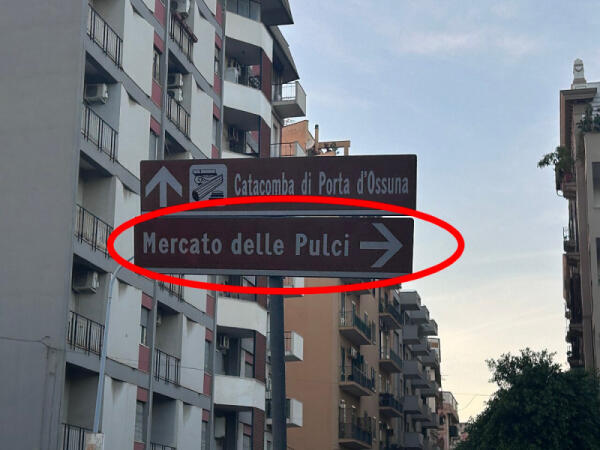 Catacomba di Porta d'Ossuna
Mercato delle Pulci